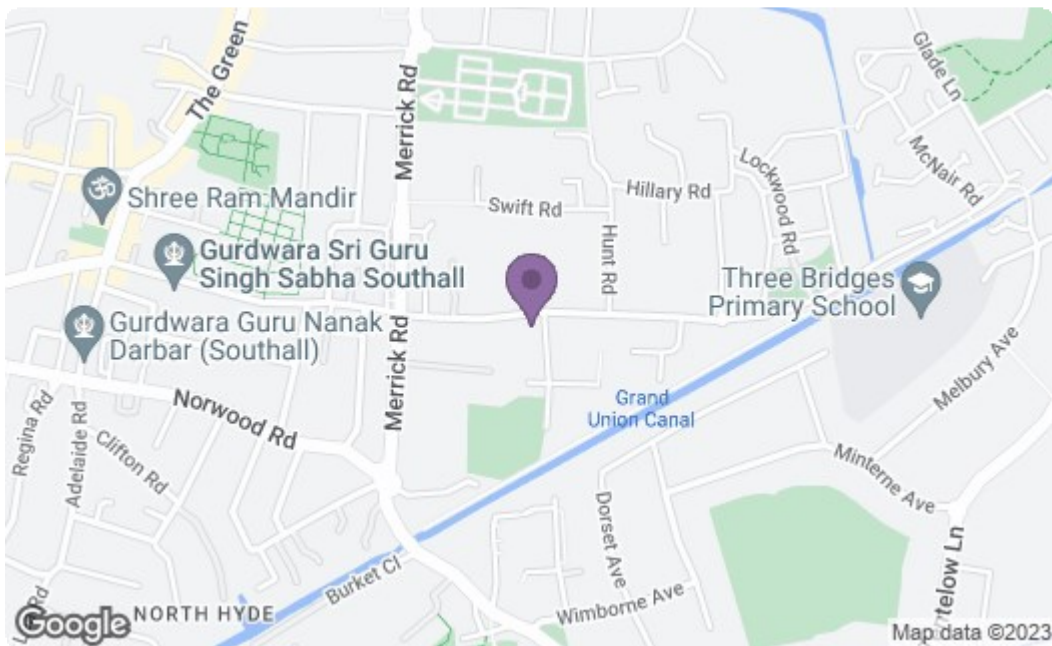 The Green
Merrick Rd
Glade Ln
McNair Rd
Lockwood Rd
Hillary Rd
Shree Ram Mandir
Swift Rd
Hunt Rd
Gurdwara Sri Guru
Singh Sabha Southall
Three Bridges
Primary School
Gurdwara Guru Nanak
Darbar (Southall)
Merrick Rd
Melbury Ave
Grand
Union Canal
Norwood Rd
Regina Rd
Adelaide Rd
Clifton Rd
Minterne Ave
Dorset Ave
Burket Cl
Wimborne Ave
NORTH HYDE
Rd
Google
Map data ©2023